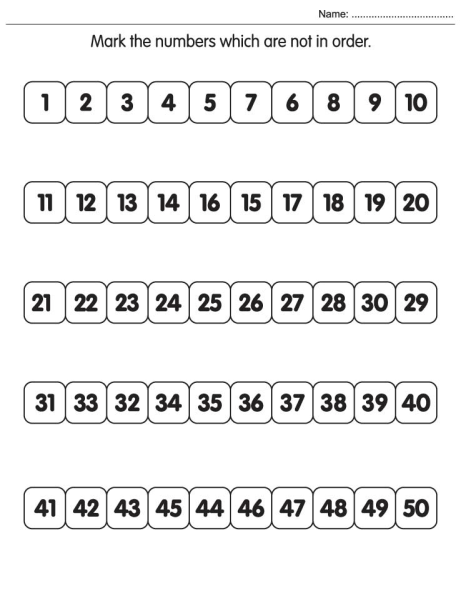 Name: ..................................
Mark the numbers which are not in order.
1 2 3 4 5 7 6 8 9 10
11 12 13 14 16 15 17 18 19 20
21 22 23 24 25 26 27 28 30 29
31 33 32 34 35 36 37 38 39 40
41 42 43 45 44 46 47 48 49 50